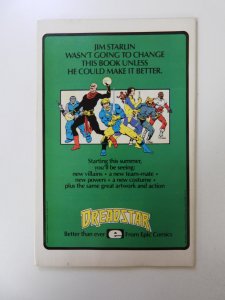 JIM STARLIN
WASN'T GOING TO CHANGE
THIS BOOK UNLESS
HE COULD MAKE IT BETTER.
Starting this summer,
you'll be seeing:
new villains • a new team-mate •
new powers • a new costume •
plus the same great artwork and action
DREADSTAR
Better than ever From Epic Comics